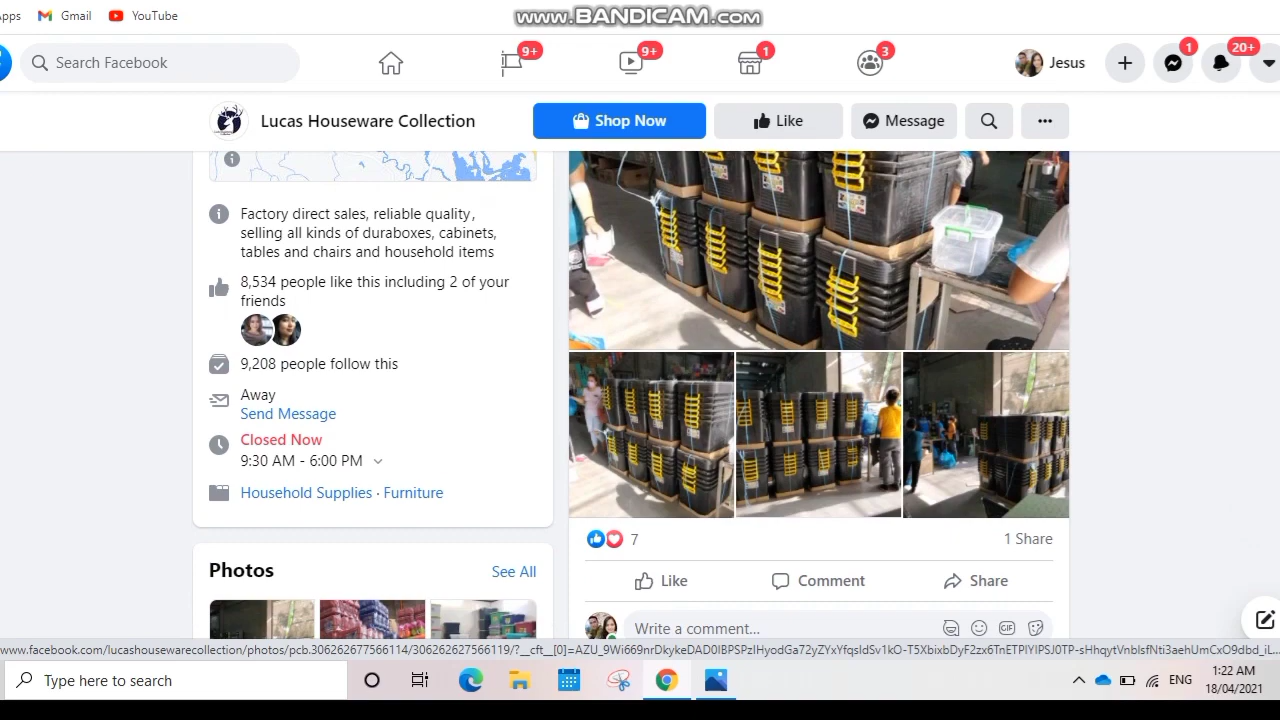 www.BANDICAM.com
Gmail
YouTube
Search Facebook
9+
9+
1
3
Jesus
1
20+
Lucas Houseware Collection
Shop Now
Like
Message
Factory direct sales, reliable quality,
selling all kinds of duraboxes, cabinets,
tables and chairs and household items
8,534 people like this including 2 of your
friends
9,208 people follow this
Away
Send Message
Closed Now
9:30 AM - 6:00 PM
Household Supplies · Furniture
Photos
See All
7
1 Share
Like
Comment
Share
Write a comment...
GIF
Type here to search
ENG
1:22 AM
18/04/2021